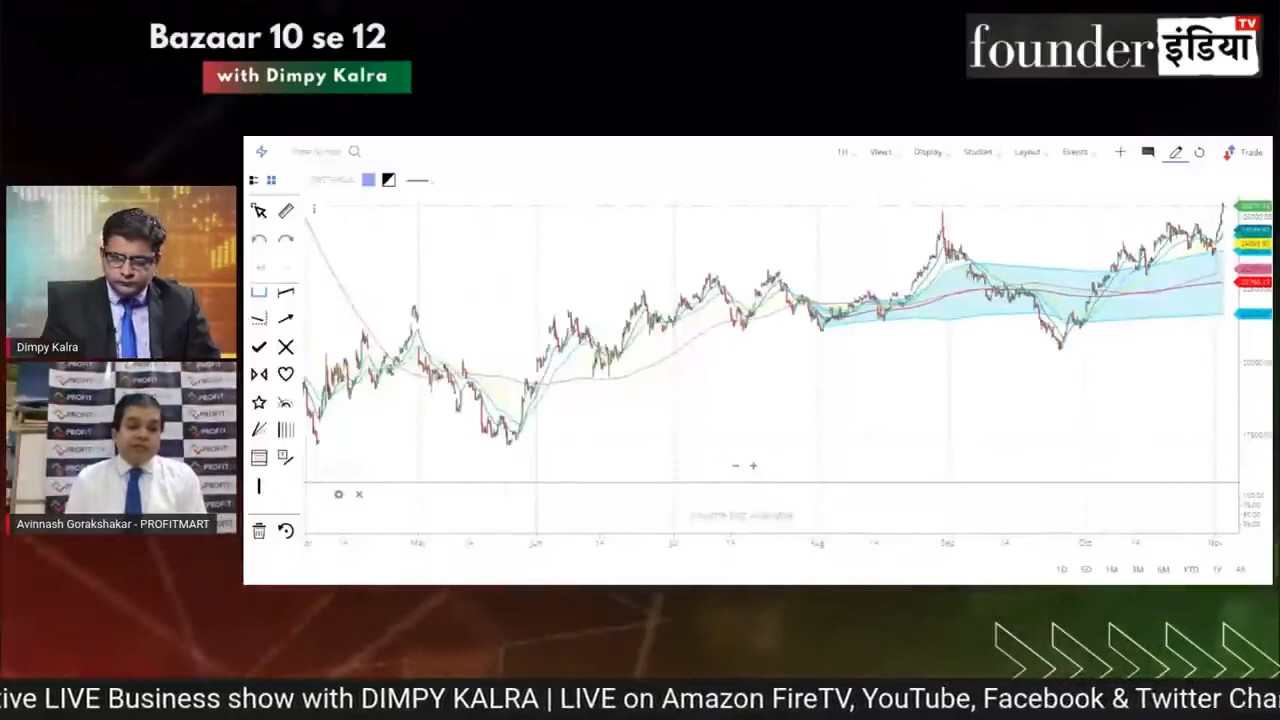 Bazaar 10 se 12
with Dimpy Kalra
founder इंडिया TV
1H Views Display Studies Layout Events Trade
Dimpy Kalra
PROFIT
Avinnash Gorakshakar - PROFITMART
May Jun Jul Aug Sep Oct Nov
1D 5D 1M 3M 6M YTD 1Y All
tive LIVE Business show with DIMPY KALRA | LIVE on Amazon FireTV, YouTube, Facebook & Twitter Cha